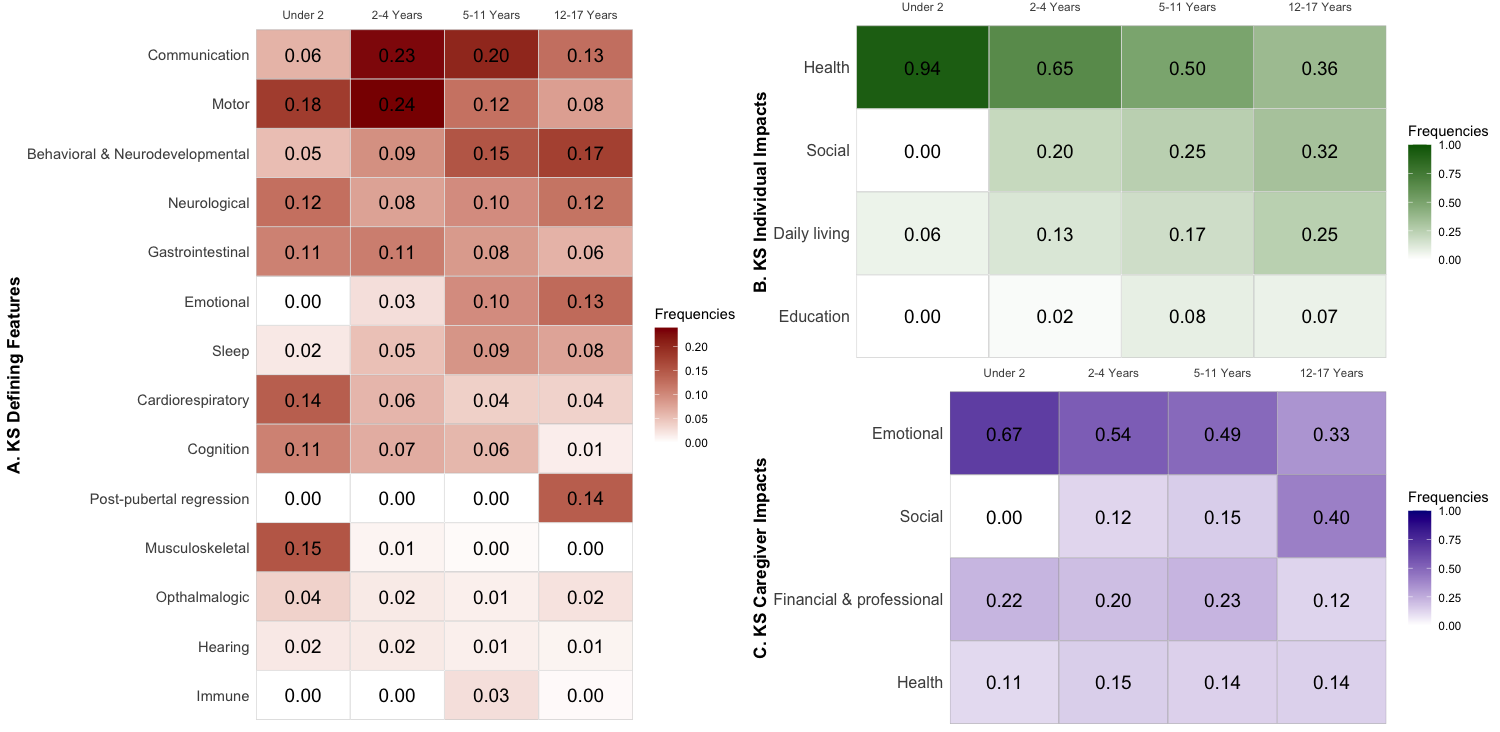 A. KS Defining Features
Under 2 2-4 Years 5-11 Years 12-17 Years
Communication 0.06 0.23 0.20 0.13
Motor 0.18 0.24 0.12 0.08
Behavioral & Neurodevelopmental 0.05 0.09 0.15 0.17
Neurological 0.12 0.08 0.10 0.12
Gastrointestinal 0.11 0.11 0.08 0.06
Emotional 0.00 0.03 0.10 0.13
Sleep 0.02 0.05 0.09 0.08
Cardiorespiratory 0.14 0.06 0.04 0.04
Cognition 0.11 0.07 0.06 0.01
Post-pubertal regression 0.00 0.00 0.00 0.14
Musculoskeletal 0.15 0.01 0.00 0.00
Opthalmalogic 0.04 0.02 0.01 0.02
Hearing 0.02 0.02 0.01 0.01
Immune 0.00 0.00 0.03 0.00
Frequencies
0.20
0.15
0.10
0.05
0.00
B. KS Individual Impacts
Under 2 2-4 Years 5-11 Years 12-17 Years
Health 0.94 0.65 0.50 0.36
Social 0.00 0.20 0.25 0.32
Daily living 0.06 0.13 0.17 0.25
Education 0.00 0.02 0.08 0.07
Frequencies
1.00
0.75
0.50
0.25
0.00
C. KS Caregiver Impacts
Under 2 2-4 Years 5-11 Years 12-17 Years
Emotional 0.67 0.54 0.49 0.33
Social 0.00 0.12 0.15 0.40
Financial & professional 0.22 0.20 0.23 0.12
Health 0.11 0.15 0.14 0.14
Frequencies
1.00
0.75
0.50
0.25
0.00